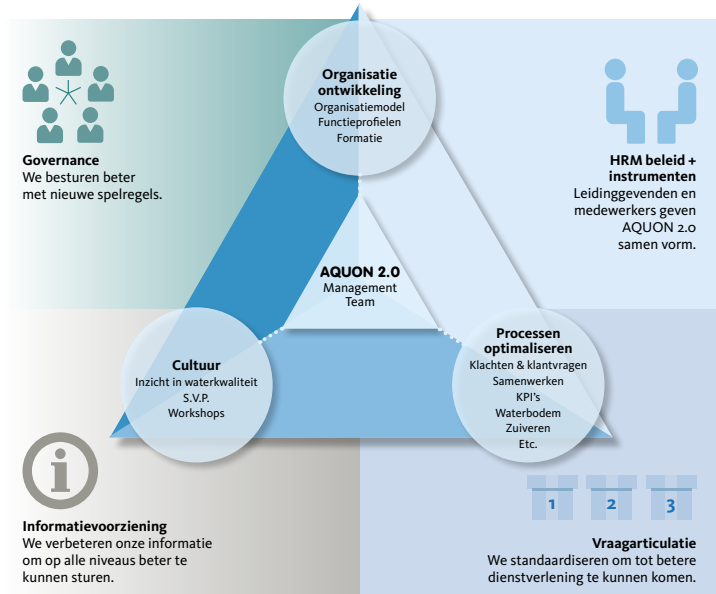 Organisatie
ontwikkeling
Organisatiemodel
Functieprofielen
Formatie
Governance
We besturen beter
met nieuwe spelregels.
HRM beleid +
instrumenten
Leidinggevenden en
medewerkers geven
AQUON 2.0
samen vorm.
AQUON 2.0
Management
Team
Cultuur
Inzicht in waterkwaliteit
S.V.P.
Workshops
Processen
optimaliseren
Klachten & klantvragen
Samenwerken
KPI's
Waterbodem
Zuiveren
Etc.
i
Informatievoorziening
We verbeteren onze informatie
om op alle niveaus beter te
kunnen sturen.
1 2 3
Vraagarticulatie
We standaardiseren om tot betere
dienstverlening te kunnen komen.